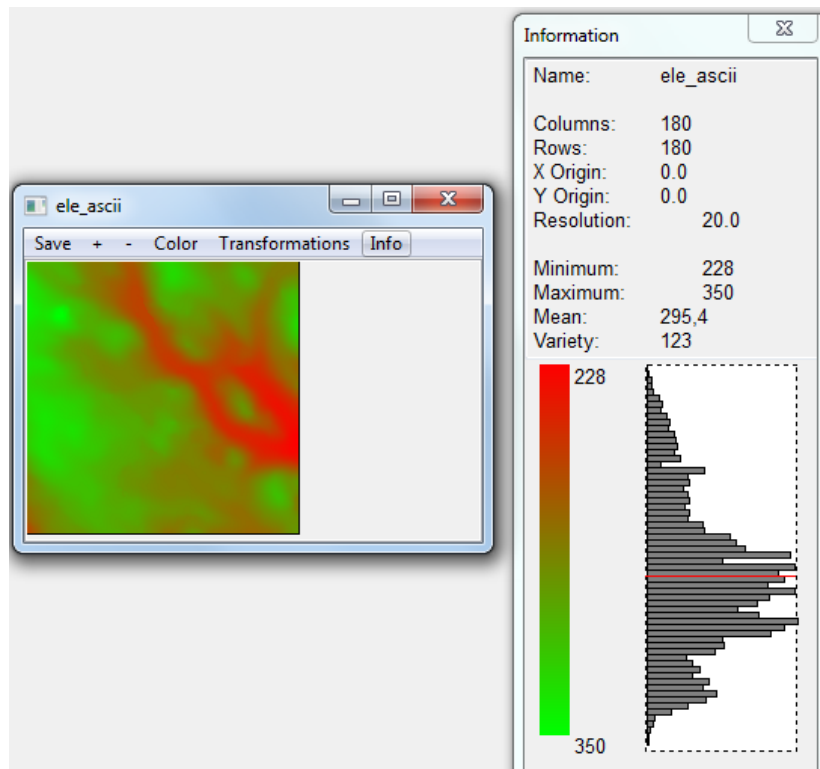 ele_ascii
Save + - Color Transformations Info
Information
Name: ele_ascii
Columns: 180
Rows: 180
X Origin: 0.0
Y Origin: 0.0
Resolution: 20.0
Minimum: 228
Maximum: 350
Mean: 295,4
Variety: 123
228
350